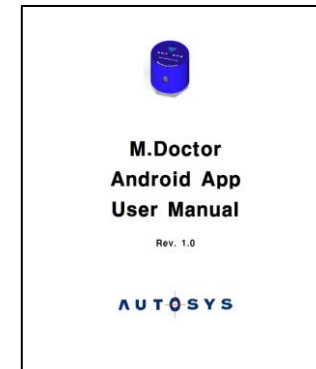 M.Doctor
Android App
User Manual
Rev. 1.0
AUTOSYS